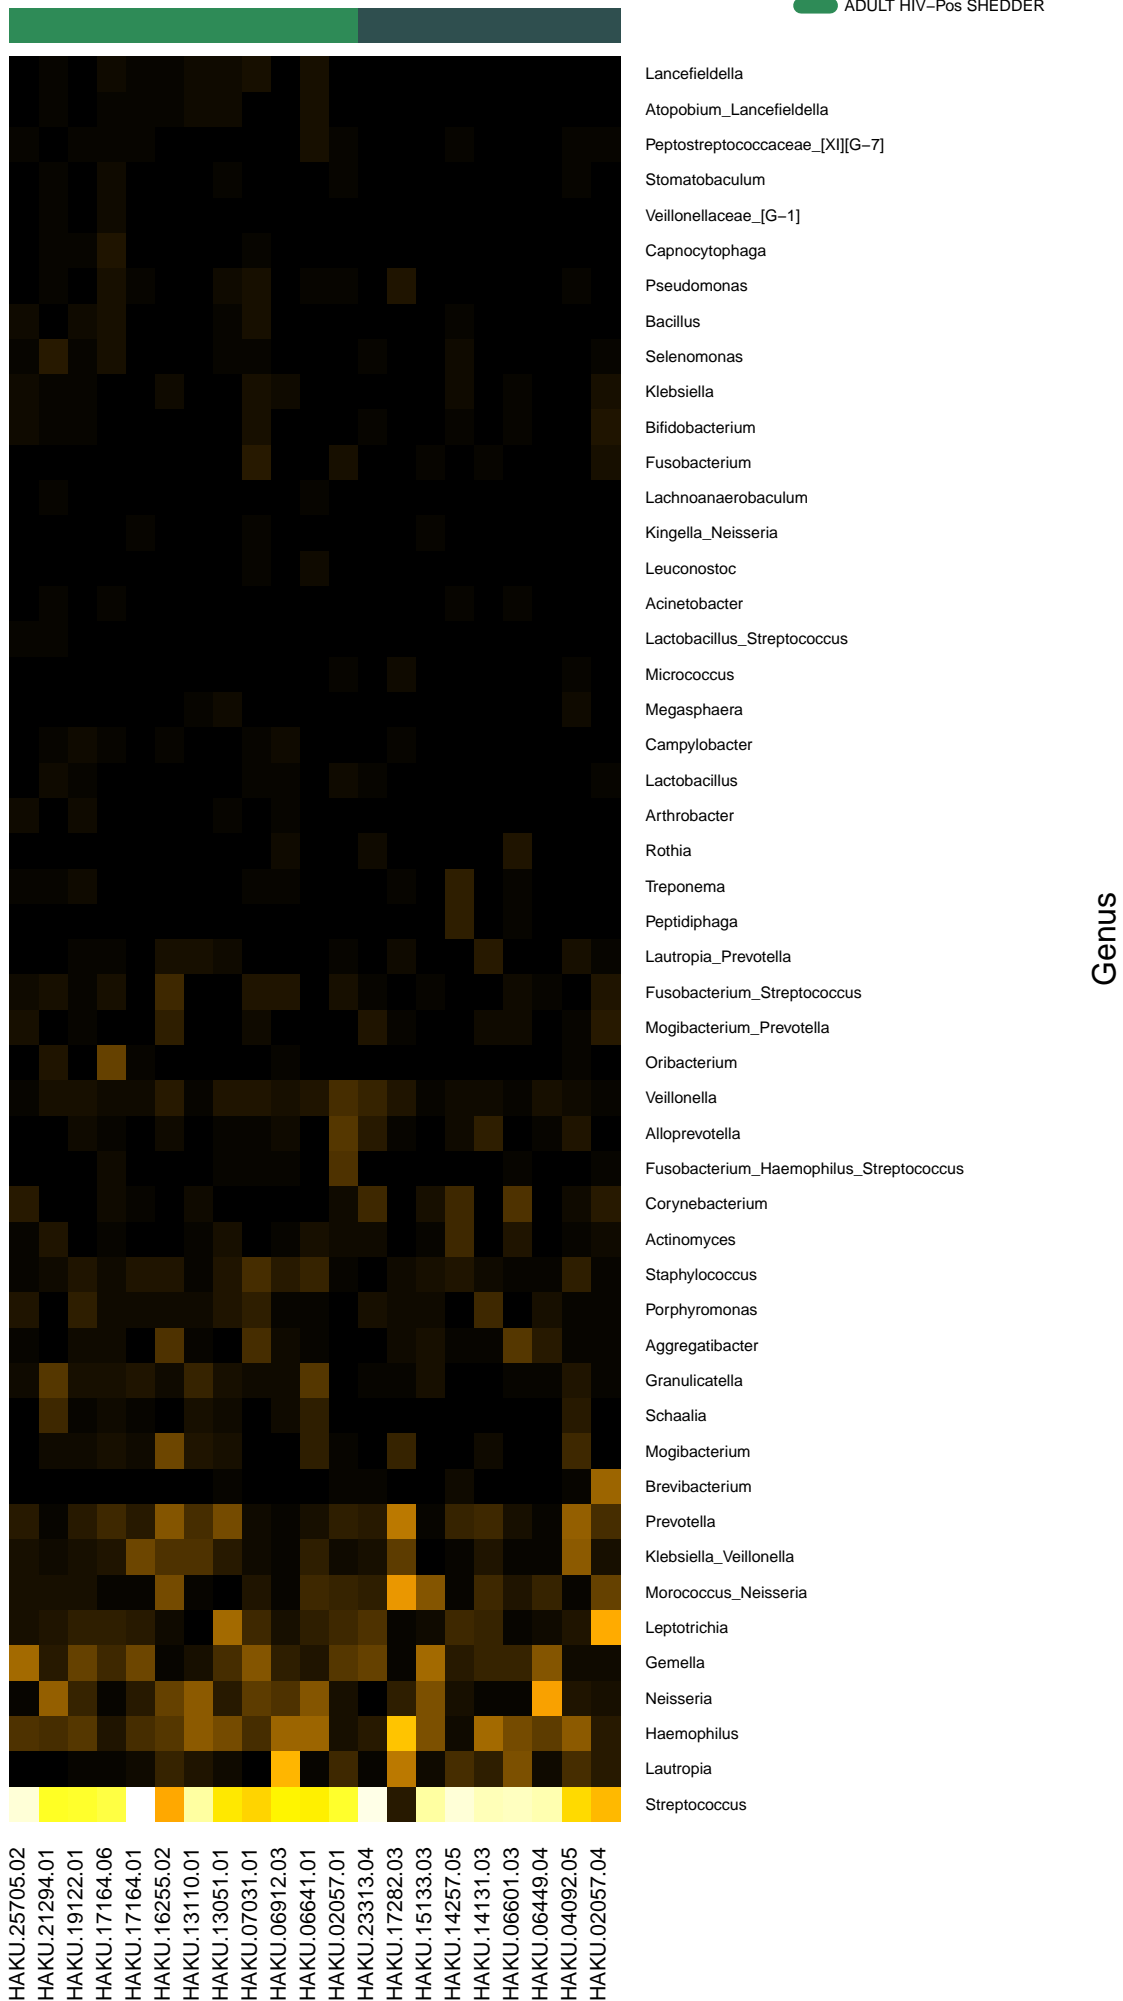 ADULT HIV−Pos SHEDDER
Lancefieldella
Atopobium_Lancefieldella
Peptostreptococcaceae_[XI][G−7]
Stomatobaculum
Veillonellaceae_[G−1]
Capnocytophaga
Pseudomonas
Bacillus
Selenomonas
Klebsiella
Bifidobacterium
Fusobacterium
Lachnoanaerobaculum
Kingella_Neisseria
Leuconostoc
Acinetobacter
Lactobacillus_Streptococcus
Micrococcus
Megasphaera
Campylobacter
Lactobacillus
Arthrobacter
Rothia
Treponema
Peptidiphaga
Lautropia_Prevotella
Fusobacterium_Streptococcus
Mogibacterium_Prevotella
Oribacterium
Veillonella
Alloprevotella
Fusobacterium_Haemophilus_Streptococcus
Corynebacterium
Actinomyces
Staphylococcus
Porphyromonas
Aggregatibacter
Granulicatella
Schaalia
Mogibacterium
Brevibacterium
Prevotella
Klebsiella_Veillonella
Morococcus_Neisseria
Leptotrichia
Gemella
Neisseria
Haemophilus
Lautropia
Streptococcus
Genus
HAKU.25705.02
HAKU.21294.01
HAKU.19122.01
HAKU.17164.06
HAKU.17164.01
HAKU.16255.02
HAKU.13110.01
HAKU.13051.01
HAKU.07031.01
HAKU.06912.03
HAKU.06641.01
HAKU.02057.01
HAKU.23313.04
HAKU.17282.03
HAKU.15133.03
HAKU.14257.05
HAKU.14131.03
HAKU.06601.03
HAKU.06449.04
HAKU.04092.05
HAKU.02057.04